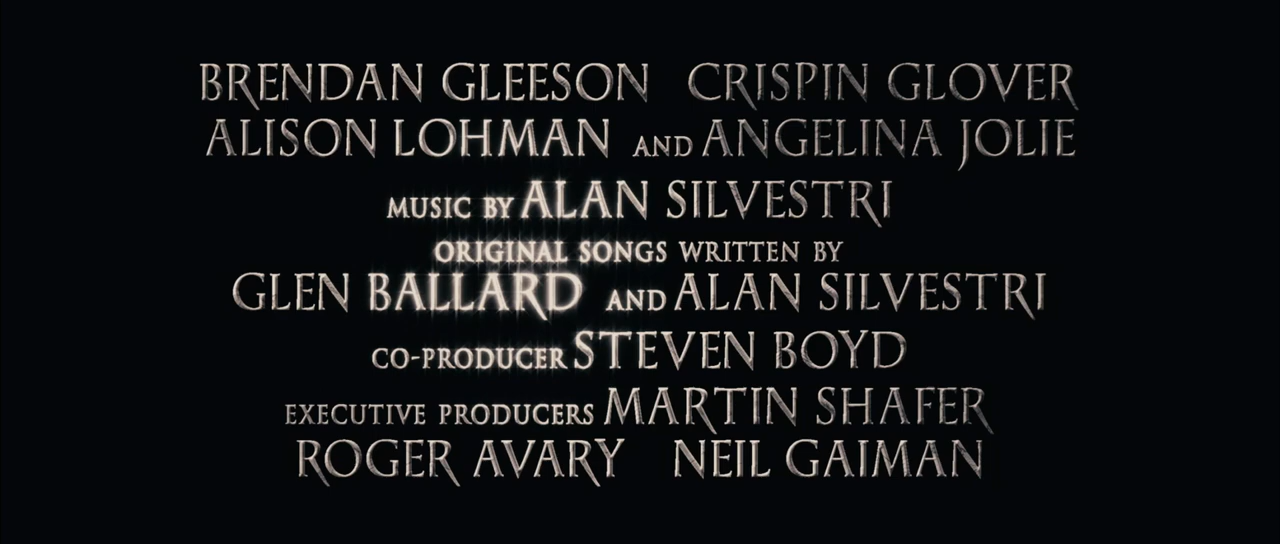 BRENDAN GLEESON CRISPIN GLOVER
ALISON LOHMAN AND ANGELINA JOLIE
MUSIC BY ALAN SILVESTRI
ORIGINAL SONGS WRITTEN BY
GLEN BALLARD AND ALAN SILVESTRI
CO-PRODUCER STEVEN BOYD
EXECUTIVE PRODUCERS MARTIN SHAFER
ROGER AVARY NEIL GAIMAN